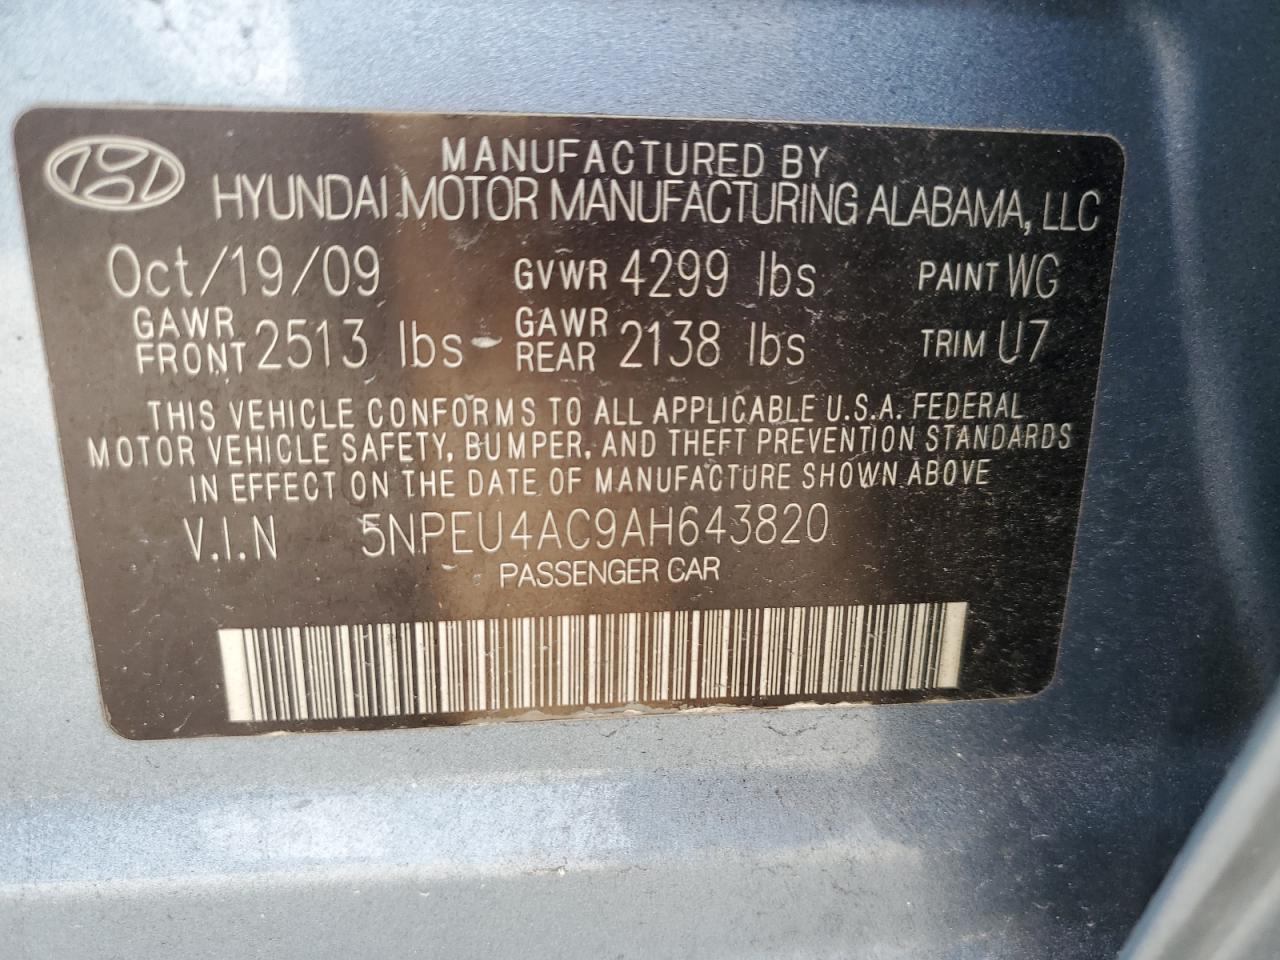 MANUFACTURED BY
HYUNDAI MOTOR MANUFACTURING ALABAMA, LLC
Oct/19/09 GVWR 4299 lbs PAINT WG
GAWR FRONT 2513 lbs GAWR REAR 2138 lbs TRIM U7
THIS VEHICLE CONFORMS TO ALL APPLICABLE U.S.A. FEDERAL
MOTOR VEHICLE SAFETY, BUMPER, AND THEFT PREVENTION STANDARDS
IN EFFECT ON THE DATE OF MANUFACTURE SHOWN ABOVE
V.I.N 5NPEU4AC9AH643820
PASSENGER CAR